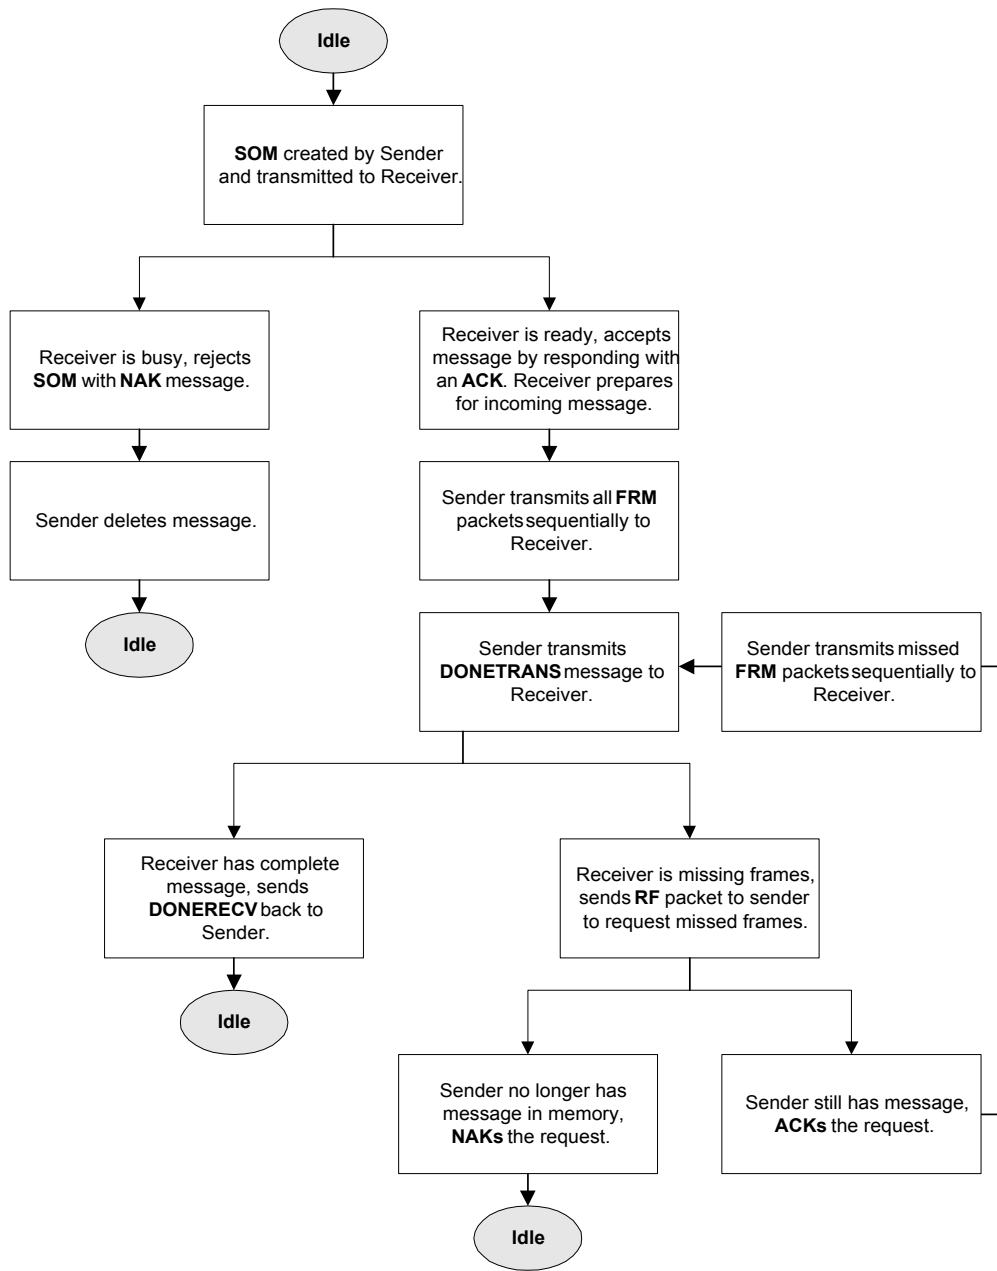 Idle
SOM created by Sender
and transmitted to Receiver.
Receiver is busy, rejects
SOM with NAK message.
Receiver is ready, accepts
message by responding with
an ACK. Receiver prepares
for incoming message.
Sender deletes message.
Sender transmits all FRM
packets sequentially to
Receiver.
Idle
Sender transmits
DONETRANS message to
Receiver.
Sender transmits missed
FRM packets sequentially to
Receiver.
Receiver has complete
message, sends
DONERECV back to
Sender.
Receiver is missing frames,
sends RF packet to sender
to request missed frames.
Idle
Sender no longer has
message in memory,
NAKs the request.
Sender still has message,
ACKs the request.
Idle